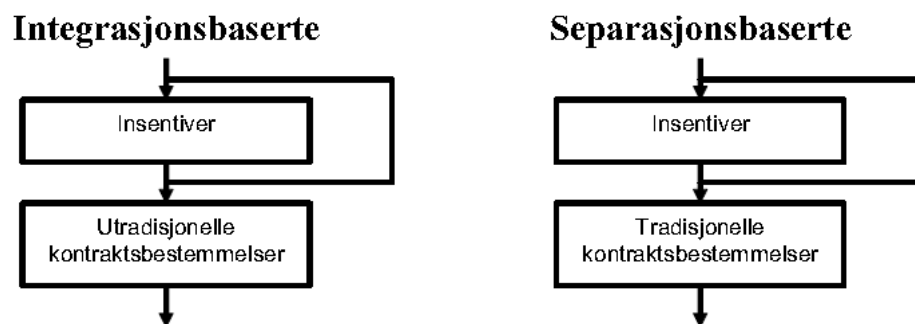 Integrasjonsbaserte
Separasjonsbaserte
Insentiver
Insentiver
Utradisjonelle
kontraktsbestemmelser
Tradisjonelle
kontraktsbestemmelser